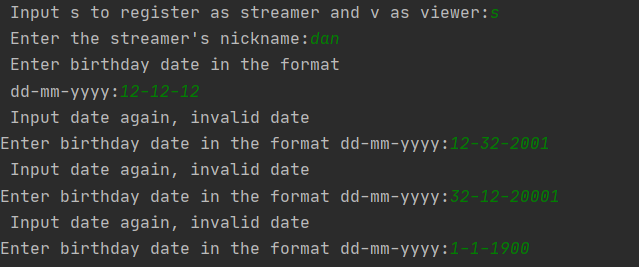 Input s to register as streamer and v as viewer:s
Enter the streamer's nickname:dan
Enter birthday date in the format
dd-mm-yyyy:12-12-12
Input date again, invalid date
Enter birthday date in the format dd-mm-yyyy:12-32-2001
Input date again, invalid date
Enter birthday date in the format dd-mm-yyyy:32-12-20001
Input date again, invalid date
Enter birthday date in the format dd-mm-yyyy:1-1-1900